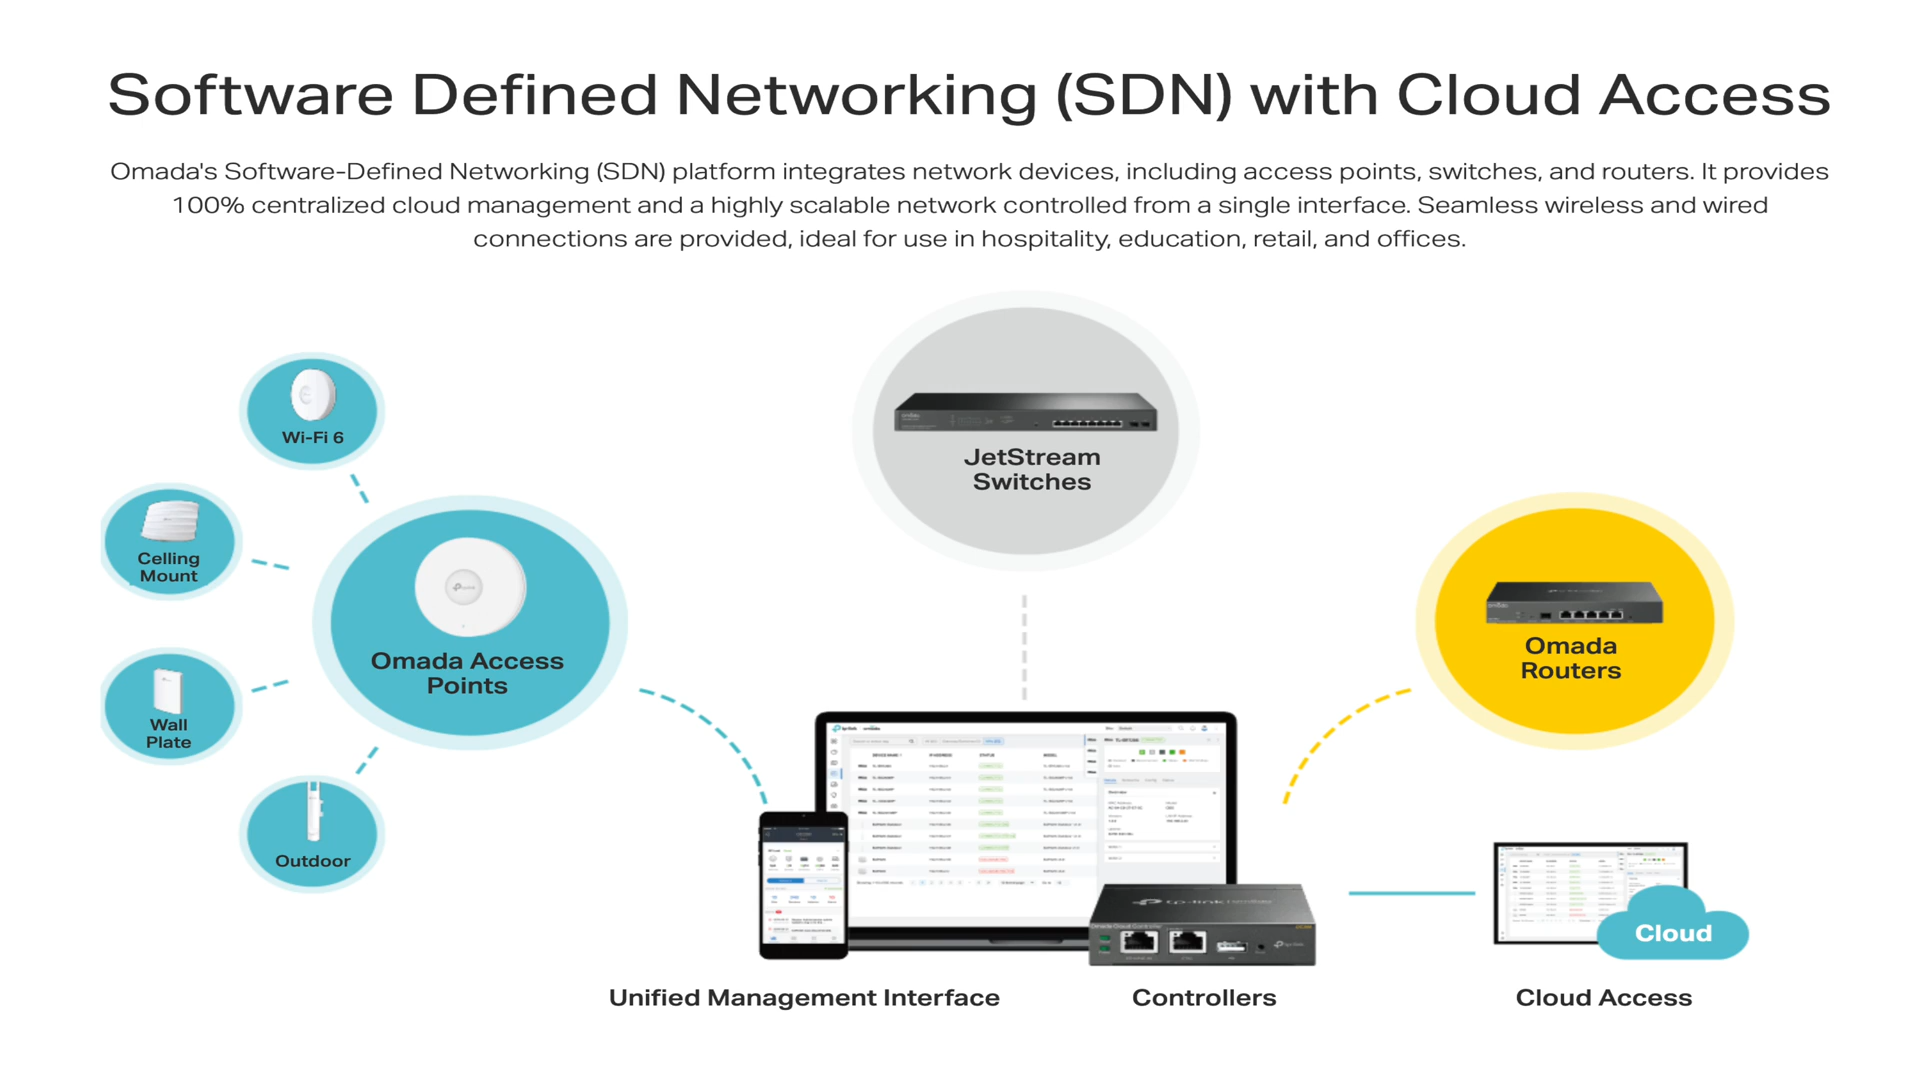 Software Defined Networking (SDN) with Cloud Access
Omada's Software-Defined Networking (SDN) platform integrates network devices, including access points, switches, and routers. It provides
100% centralized cloud management and a highly scalable network controlled from a single interface. Seamless wireless and wired
connections are provided, ideal for use in hospitality, education, retail, and offices.
Wi-Fi 6
Celling
Mount
Wall
Plate
Outdoor
Omada Access
Points
JetStream
Switches
Omada
Routers
tp-link
Cloud
Unified Management Interface
Controllers
Cloud Access